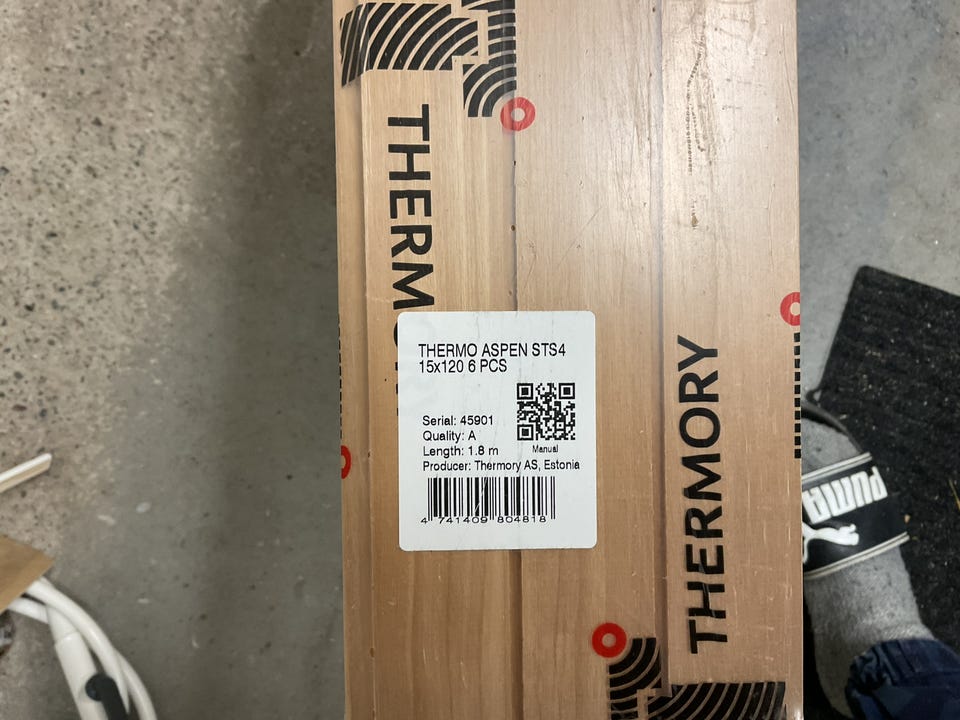 THERMORY
THERMO ASPEN STS4
15x120 6 PCS
Serial: 45901
Quality: A
Length: 1.8 m
Manual
Producer: Thermory AS, Estonia
4 741409 804818
THERMORY
PUMA